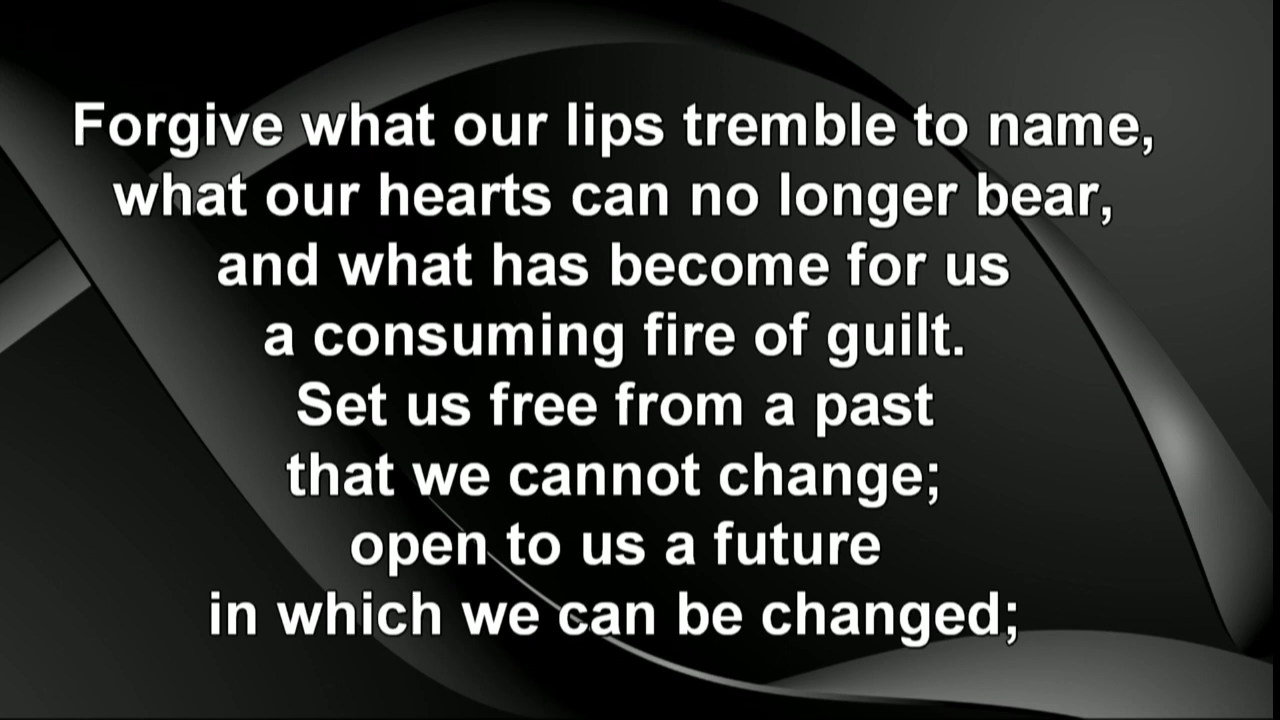 Forgive what our lips tremble to name,
what our hearts can no longer bear,
and what has become for us
a consuming fire of guilt.
Set us free from a past
that we cannot change;
open to us a future
in which we can be changed;